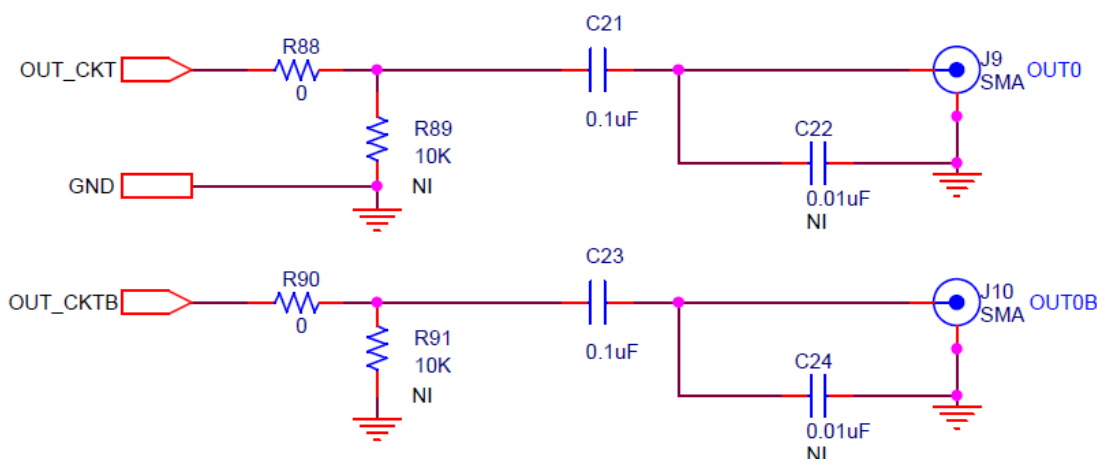 C21
R88
OUT_CKT
0
J9
OUT0
SMA
0.1uF
R89
10K
NI
C22
GND
0.01uF
NI
C23
R90
OUT_CKTB
0
J10
OUT0B
SMA
R91
10K
NI
0.1uF
C24
0.01uF
NI